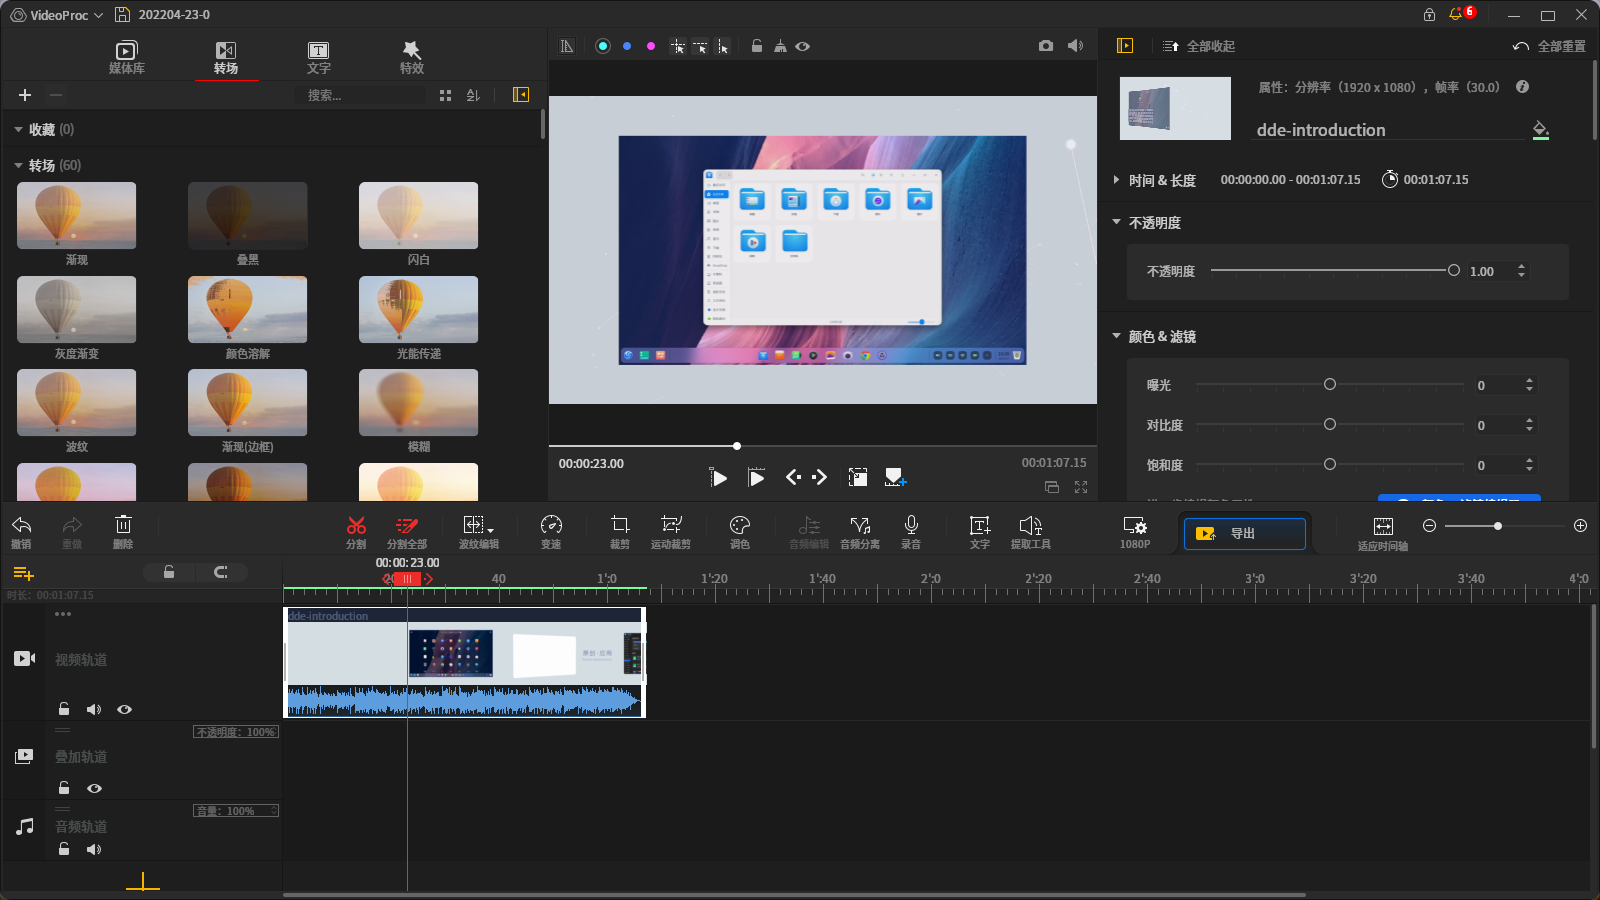 VideoProc
202204-23-0
6
媒体库
转场
文字
特效
搜索...
全部收起
全部重置
属性：分辨率（1920 x 1080），帧率（30.0）
dde-introduction
收藏 (0)
转场 (60)
渐现
叠黑
闪白
灰度渐变
颜色溶解
光能传递
波纹
渐现(边框)
模糊
时间 & 长度
00:00:00.00 - 00:01:07.15
00:01:07.15
不透明度
不透明度
1.00
颜色 & 滤镜
曝光
0
对比度
0
饱和度
0
00:00:23.00
00:01:07.15
撤销
重做
删除
分割
分割全部
波纹编辑
变速
裁剪
运动裁剪
调色
音频编辑
音频分离
录音
文字
提取工具
1080P
导出
适应时间轴
00:00:23.00
40
1':0
1':20
1':40
2':0
2':20
2':40
3':0
3':20
3':40
4':0
时长：00:01:07.15
dde-introduction
原创·应用
视频轨道
不透明度：100%
叠加轨道
音量：100%
音频轨道